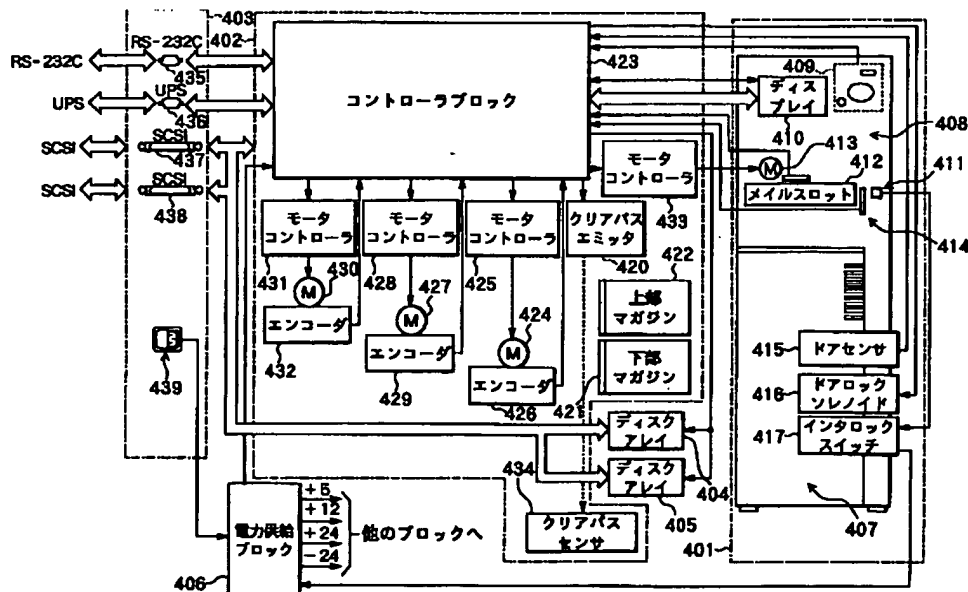 403
402
RS-232C
RS-232C
435
UPS
UPS
436
SCSI
SCSI
437
SCSI
SCSI
438
コントローラブロック
423
409
ディス
プレイ
410
408
413
412
411
メイルスロット
414
モータ
コントローラ
433
モータ
コントローラ
431
モータ
コントローラ
428
モータ
コントローラ
425
クリアパス
エミッタ
420
M
430
エンコーダ
432
M
427
エンコーダ
429
M
424
エンコーダ
426
422
上部
マガジン
下部
マガジン
421
415
ドアセンサ
416
ドアロック
ソレノイド
417
インタロック
スイッチ
439
ディスク
アレイ
404
ディスク
アレイ
405
434
クリアパス
センサ
401
407
電力供給
ブロック
406
+5
+12
+24
-24
他のブロックへ